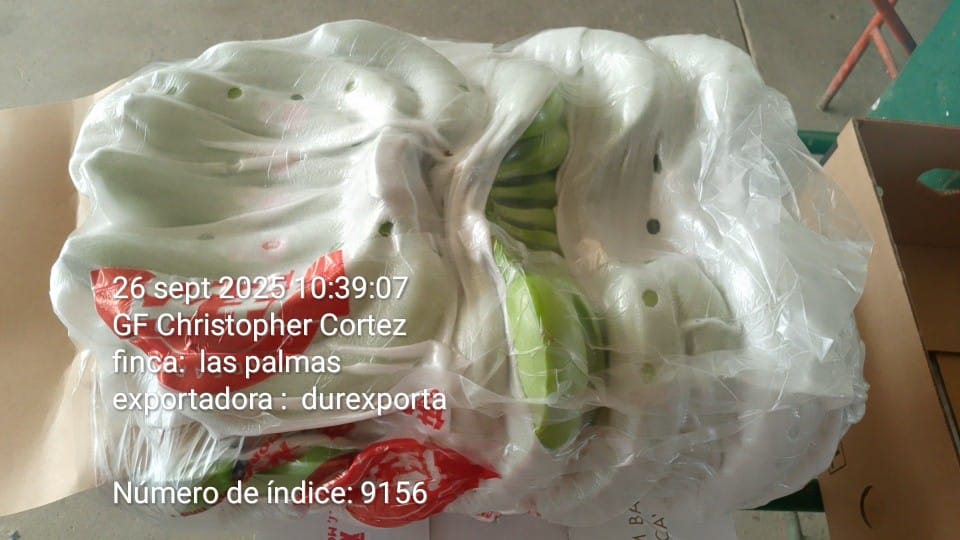 26 sept 2025 10:39:07
GF Christopher Cortez
finca: las palmas
exportadora : durexporta
Número de índice: 9156